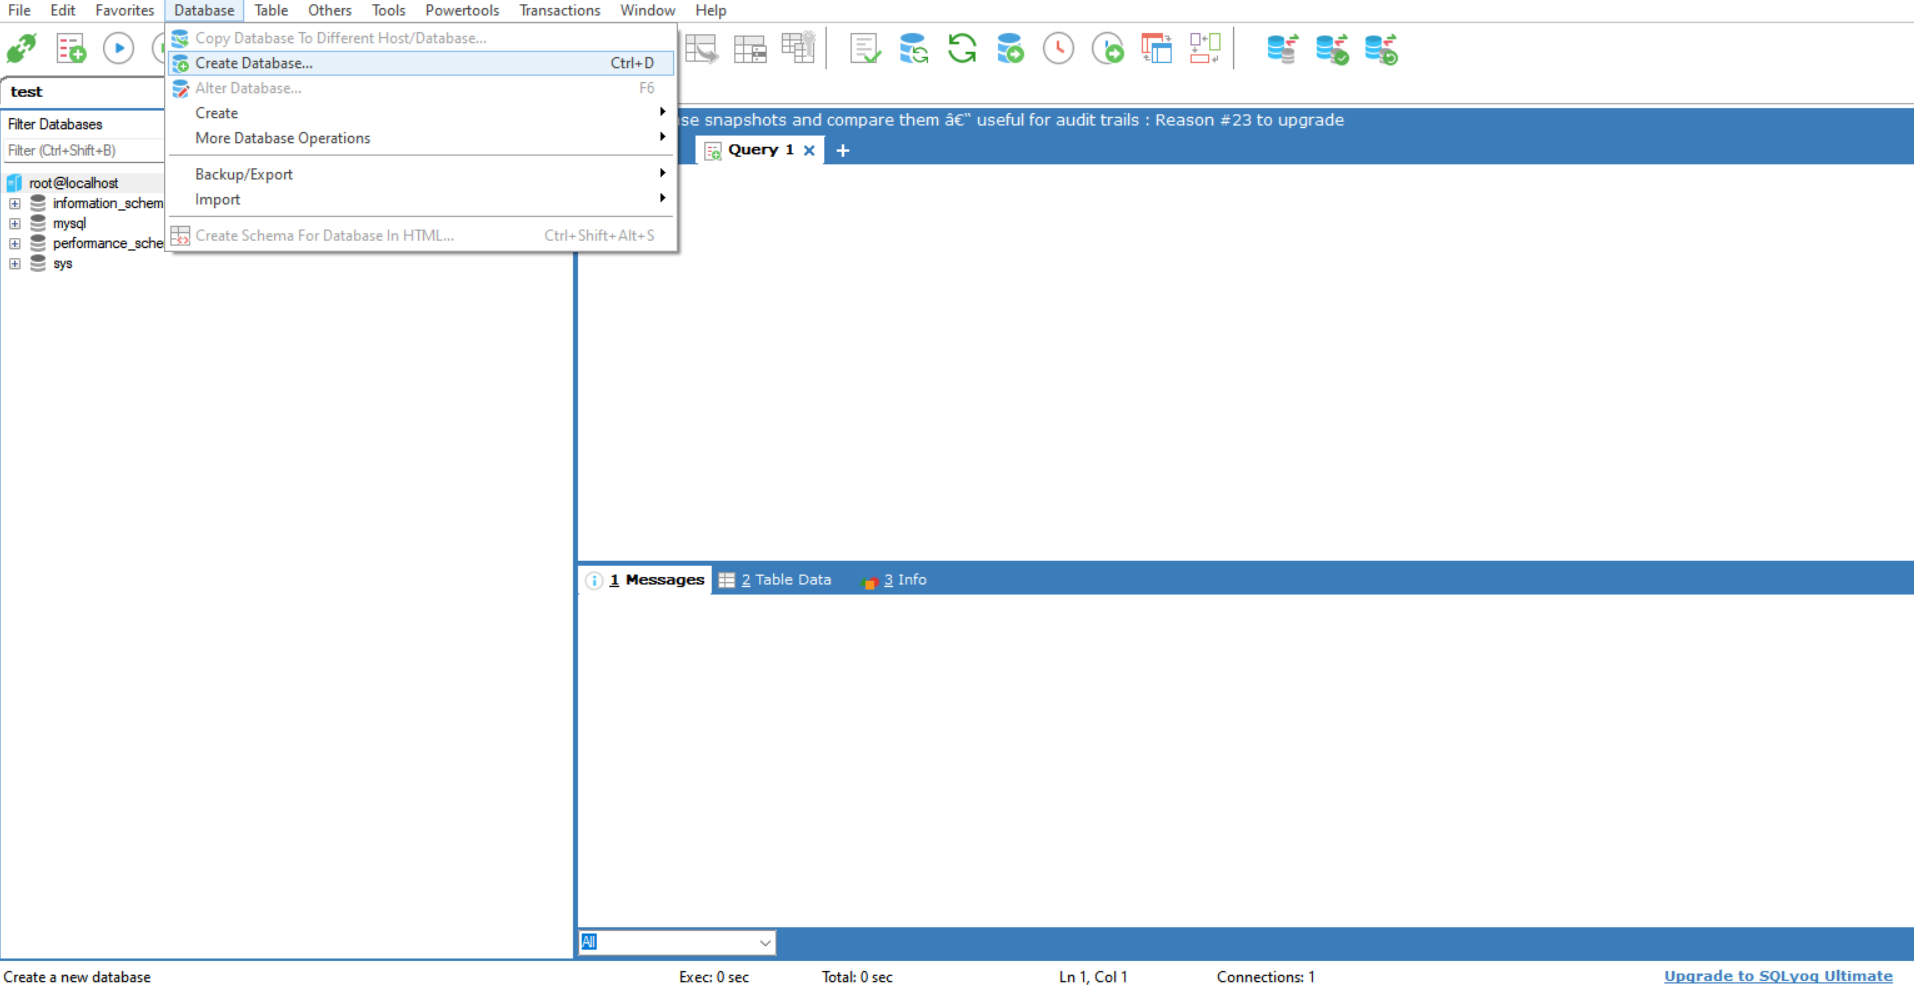 File Edit Favorites Database Table Others Tools Powertools Transactions Window Help
Copy Database To Different Host/Database...
Create Database... Ctrl+D
Alter Database... F6
Create
More Database Operations
Backup/Export
Import
Create Schema For Database In HTML... Ctrl+Shift+Alt+S
test
Filter Databases
Filter (Ctrl+Shift+B)
root@localhost
information_schem
mysql
performance_sche
sys
se snapshots and compare them â€“ useful for audit trails : Reason #23 to upgrade
Query 1
1 Messages 2 Table Data 3 Info
All
Create a new database Exec: 0 sec Total: 0 sec Ln 1, Col 1 Connections: 1 Upgrade to SQLyog Ultimate